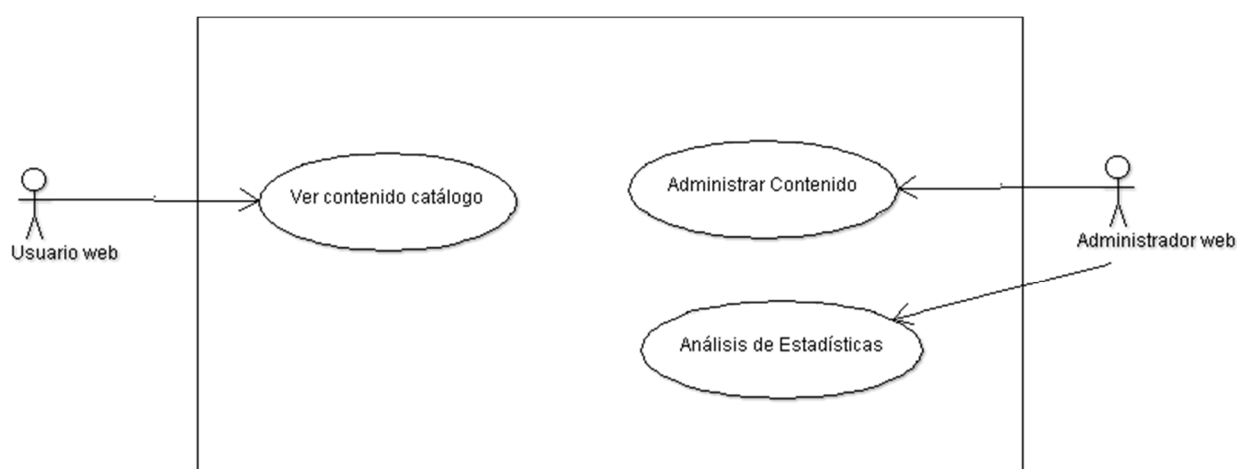 Ver contenido catálogo
Administrar Contenido
Usuario web
Administrador web
Análisis de Estadísticas